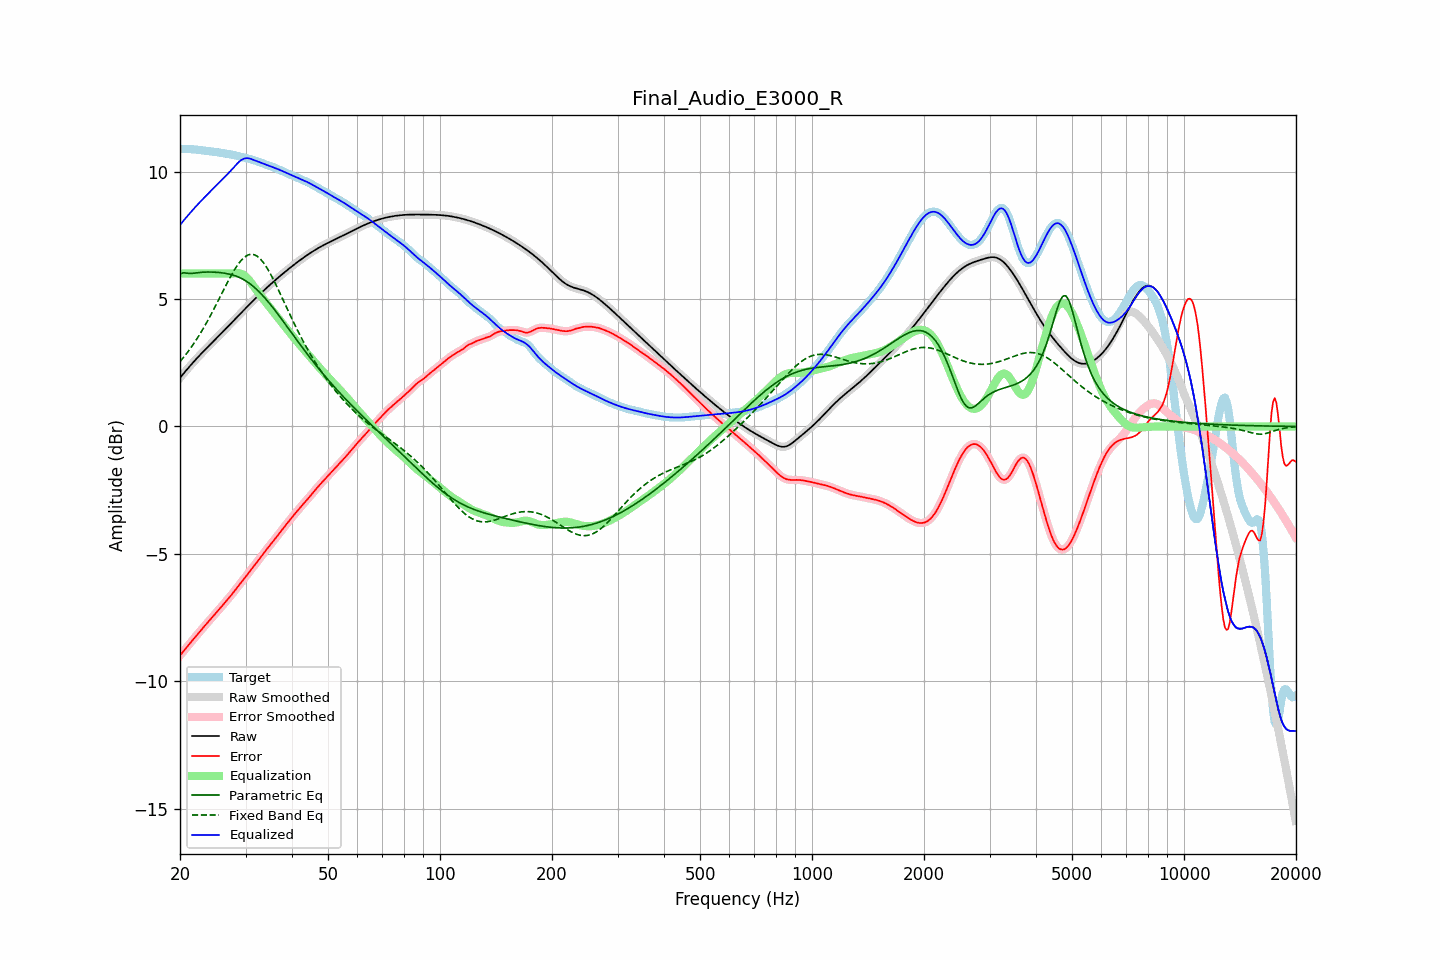 Final_Audio_E3000_R
Amplitude (dBr)
10
5
0
−5
−10
−15
Target
Raw Smoothed
Error Smoothed
Raw
Error
Equalization
Parametric Eq
Fixed Band Eq
Equalized
20 50 100 200 500 1000 2000 5000 10000 20000
Frequency (Hz)